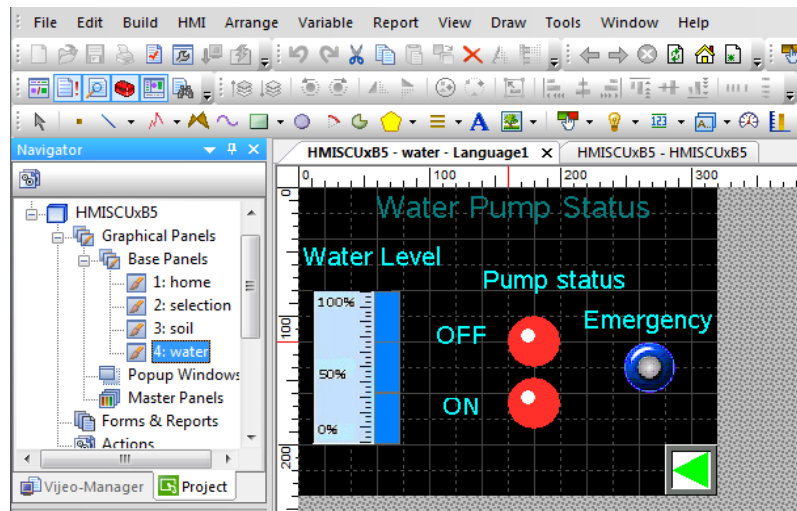 File Edit Build HMI Arrange Variable Report View Draw Tools Window Help
Navigator
HMISCUxB5 - water - Language1 X HMISCUxB5 - HMISCUxB5
0 100 200 300
HMISCUxB5
Graphical Panels
Base Panels
1: home
2: selection
3: soil
4: water
Popup Windows
Master Panels
Forms & Reports
Actions
Vijeo-Manager Project
0
100
200
Water Pump Status
Water Level
Pump status
100%
50%
0%
OFF
ON
Emergency